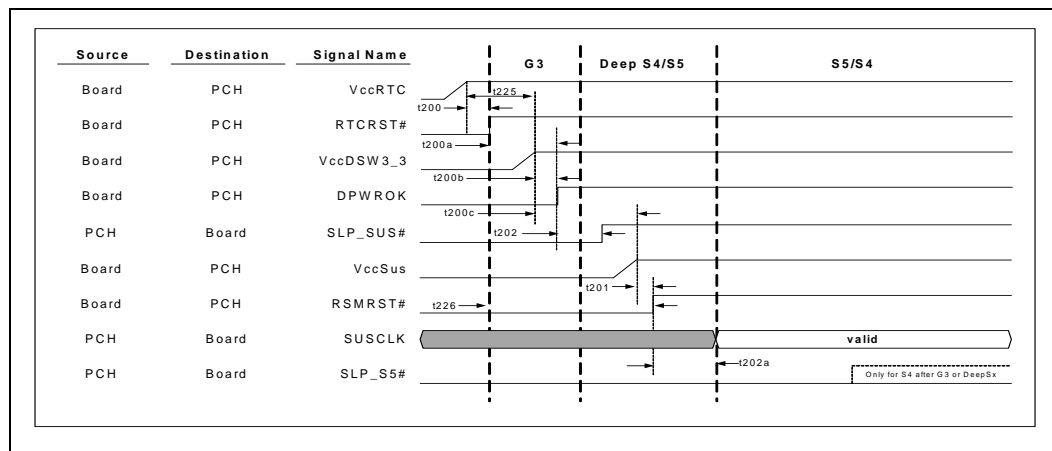 Source Destination Signal Name G3 Deep S4/S5 S5/S4
Board PCH VccRTC
t225
t200
Board PCH RTCRST#
t200a
Board PCH VccDSW3_3
t200b
Board PCH DPWROK
t200c
t202
PCH Board SLP_SUS#
Board PCH VccSus
t201
Board PCH RSMRST# t226
PCH Board SUSCLK valid
t202a
PCH Board SLP_S5# Only for S4 after G3 or DeepSx